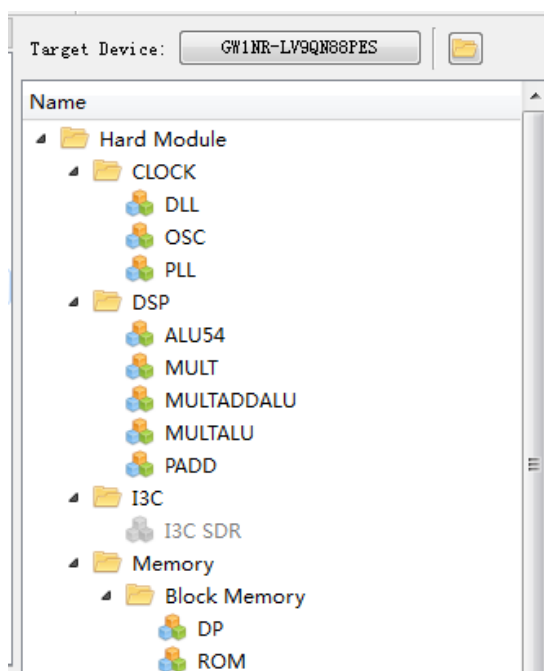 Target Device: GW1NR-LV9QN88PES
Name
Hard Module
CLOCK
DLL
OSC
PLL
DSP
ALU54
MULT
MULTADDALU
MULTALU
PADD
I3C
I3C SDR
Memory
Block Memory
DP
ROM